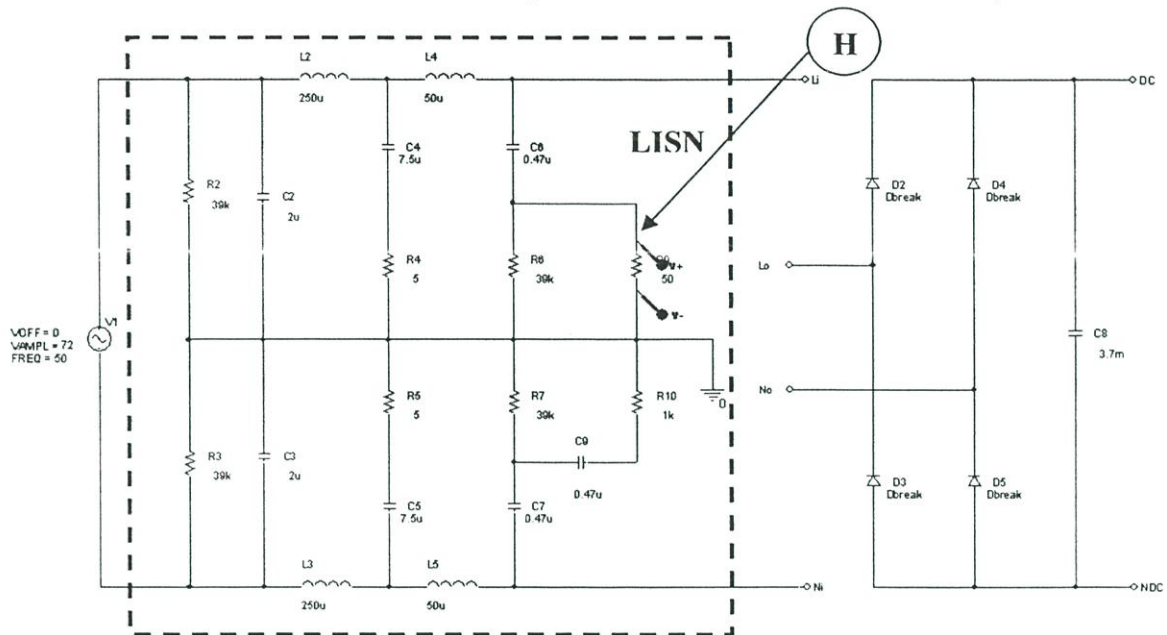 H
L2
L4
250u
50u
Li
DC
LISN
C4
7.5u
C6
0.47u
R2
39k
C2
2u
D2
Dbreak
D4
Dbreak
R4
5
R6
39k
50
V+
V-
Lo
V1
VOFF = 0
VAMPL = 72
FREQ = 50
C8
3.7m
0
No
R5
5
R7
39k
R10
1k
R3
39k
C3
2u
C9
0.47u
D3
Dbreak
D5
Dbreak
C5
7.5u
C7
0.47u
L3
L5
250u
50u
Ni
NDC